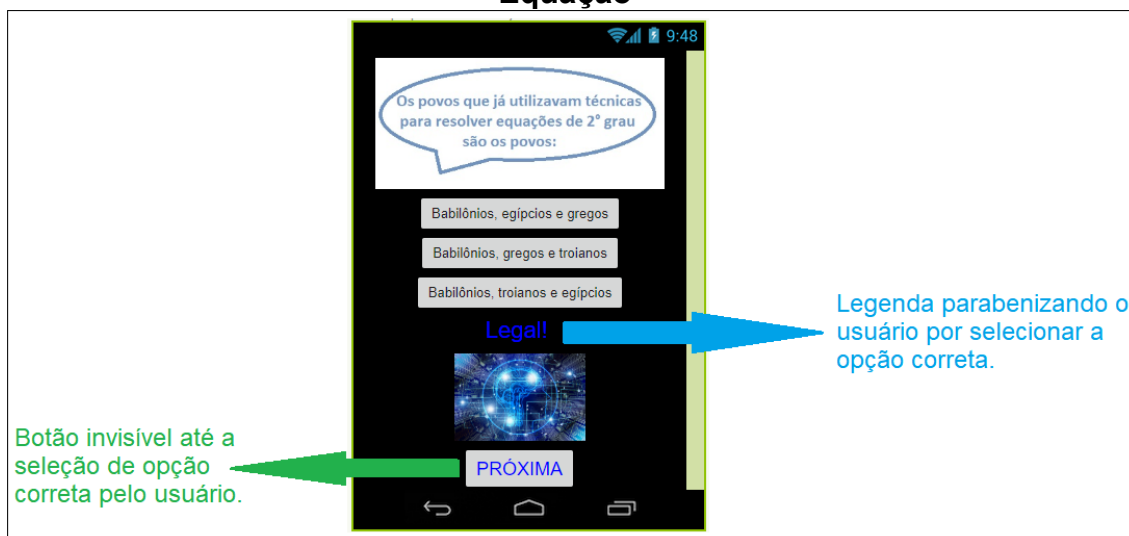 Equação
9:48
Os povos que já utilizavam técnicas
para resolver equações de 2° grau
são os povos:
Babilônios, egípcios e gregos
Babilônios, gregos e troianos
Babilônios, troianos e egípcios
Legal!
Legenda parabenizando o
usuário por selecionar a
opção correta.
Botão invisível até a
seleção de opção
correta pelo usuário.
PRÓXIMA